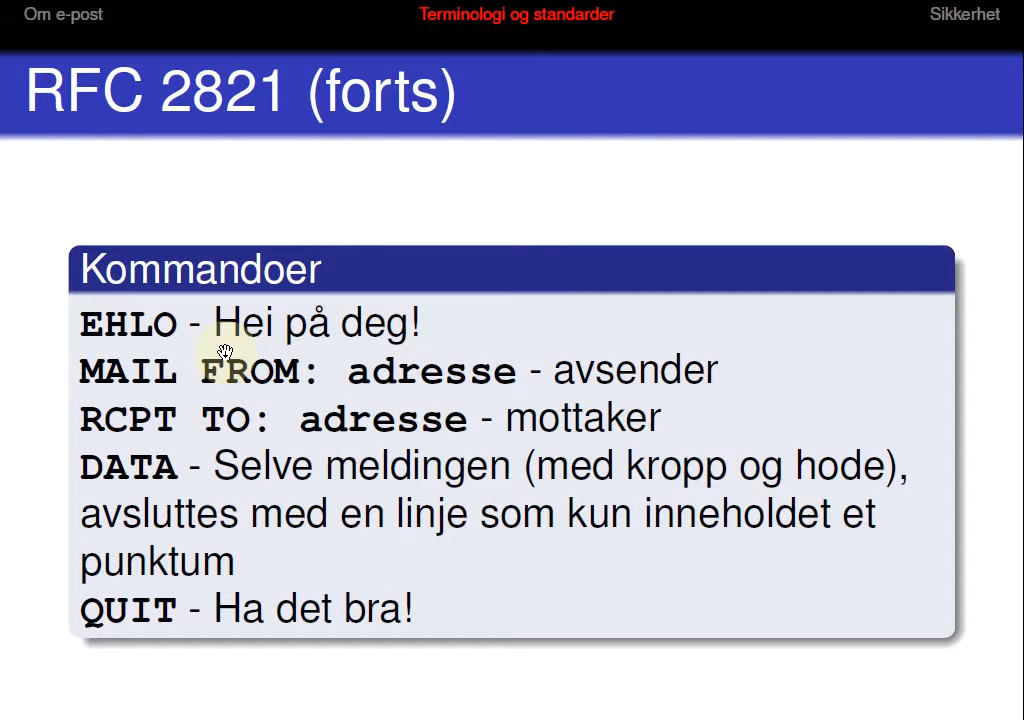 Om e-post Terminologi og standarder Sikkerhet
RFC 2821 (forts)
Kommandoer
EHLO - Hei på deg!
MAIL FROM: adresse - avsender
RCPT TO: adresse - mottaker
DATA - Selve meldingen (med kropp og hode),
avsluttes med en linje som kun inneholdet et
punktum
QUIT - Ha det bra!